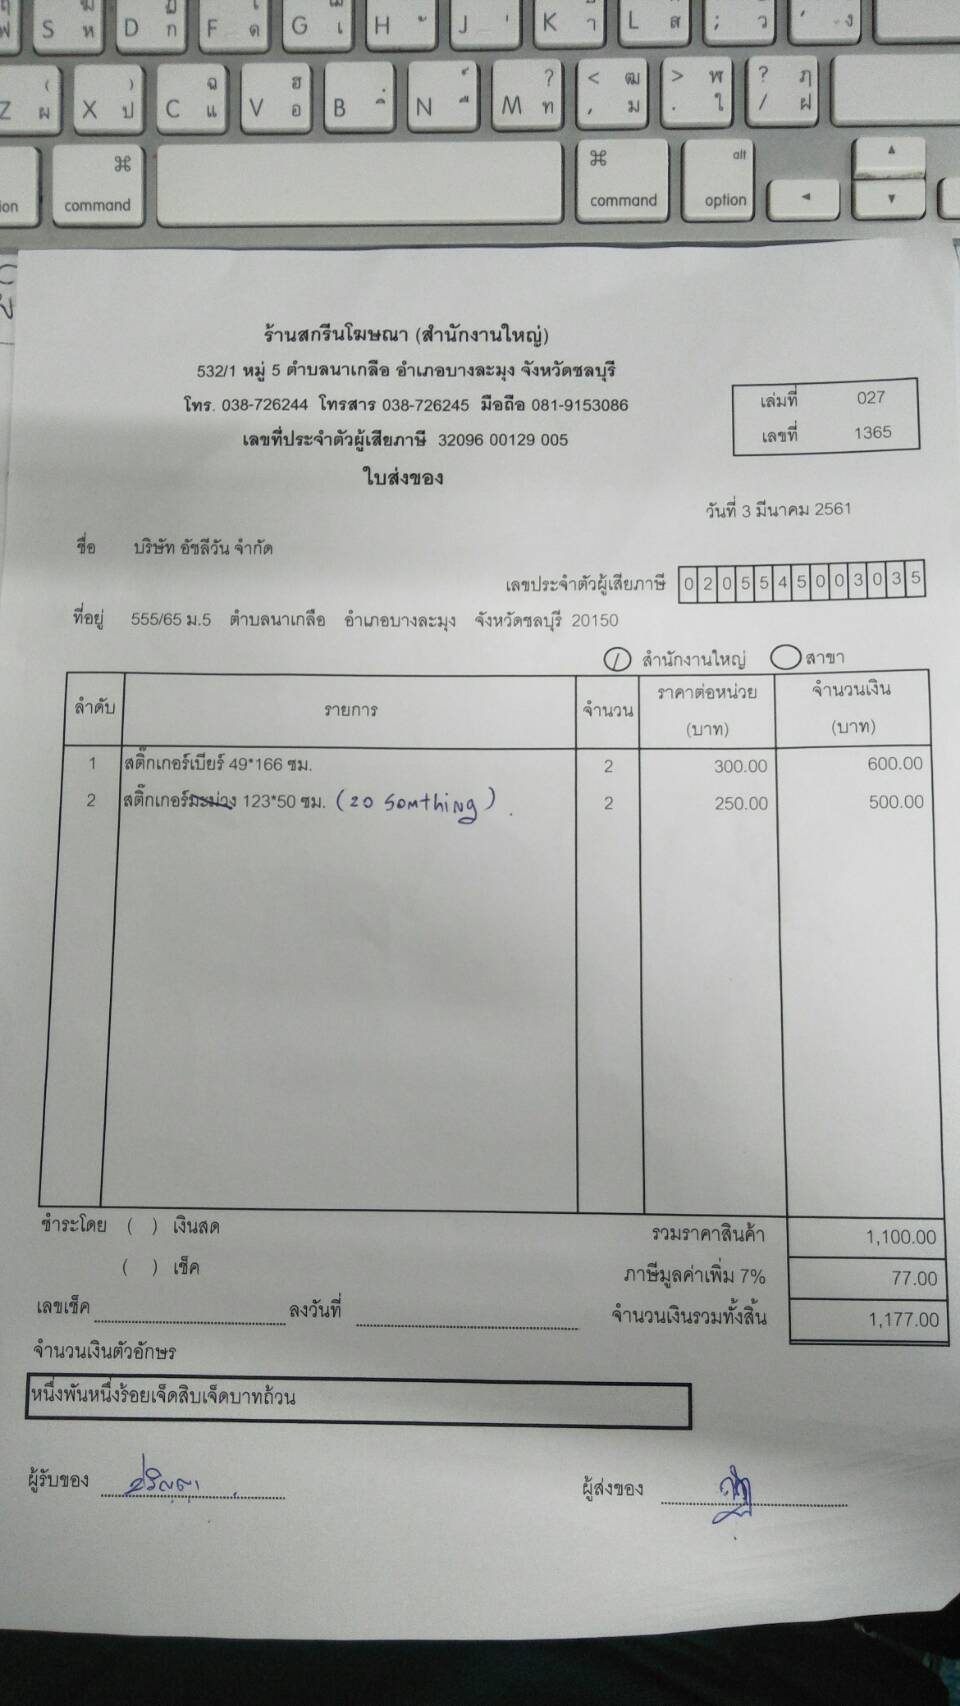 S ห D ก F ด G เ H ้ J ่ K า L ส ; ว ' ง
Z ( ผ X ) ป C ฉ แ V ฮ อ B ิ N ์ ื M ? ท < ฒ , ม > ฬ . ใ ? ฦ / ฝ
⌘ ⌘ alt ▲
command command option ◄ ▼
ร้านสกรีนโฆษณา (สำนักงานใหญ่)
532/1 หมู่ 5 ตำบลนาเกลือ อำเภอบางละมุง จังหวัดชลบุรี
โทร. 038-726244 โทรสาร 038-726245 มือถือ 081-9153086
เล่มที่ 027
เลขที่ประจำตัวผู้เสียภาษี 32096 00129 005
เลขที่ 1365
ใบส่งของ
วันที่ 3 มีนาคม 2561
ชื่อ บริษัท อัชลีวัน จำกัด
เลขประจำตัวผู้เสียภาษี 0205545003035
ที่อยู่ 555/65 ม.5 ตำบลนาเกลือ อำเภอบางละมุง จังหวัดชลบุรี 20150
(/) สำนักงานใหญ่ ( ) สาขา
ลำดับ รายการ จำนวน ราคาต่อหน่วย (บาท) จำนวนเงิน (บาท)
1 สติ๊กเกอร์เบียร์ 49*166 ซม. 2 300.00 600.00
2 สติ๊กเกอร์มะม่วง 123*50 ซม. (20 Somthing) 2 250.00 500.00
ชำระโดย ( ) เงินสด รวมราคาสินค้า 1,100.00
( ) เช็ค ภาษีมูลค่าเพิ่ม 7% 77.00
เลขเช็ค ลงวันที่ จำนวนเงินรวมทั้งสิ้น 1,177.00
จำนวนเงินตัวอักษร
หนึ่งพันหนึ่งร้อยเจ็ดสิบเจ็ดบาทถ้วน
ผู้รับของ ผู้ส่งของ